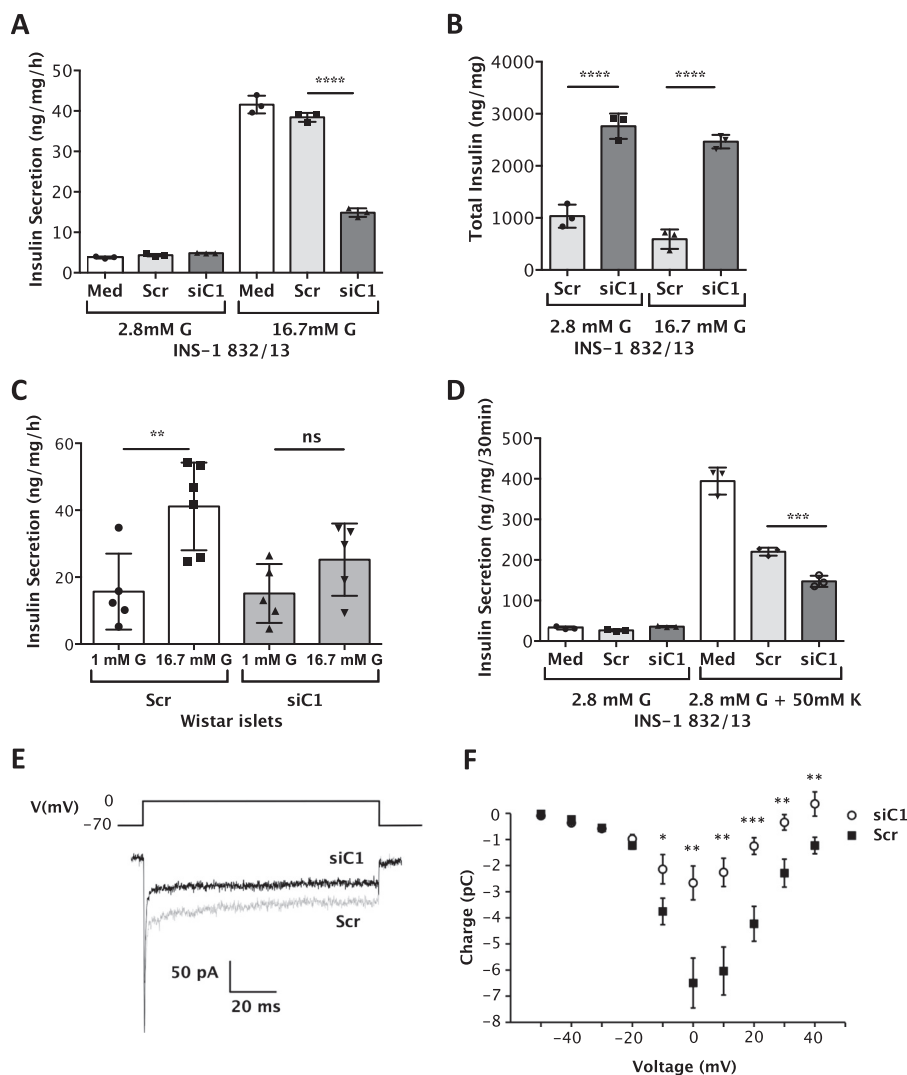 A
Insulin Secretion (ng/mg/h)
50
40
30
20
10
0
****
Med Scr siC1 Med Scr siC1
2.8mM G 16.7mM G
INS-1 832/13
B
Total Insulin (ng/mg)
4000
3000
2000
1000
0
**** ****
Scr siC1 Scr siC1
2.8 mM G 16.7 mM G
INS-1 832/13
C
Insulin Secretion (ng/mg/h)
60
40
20
0
** ns
1 mM G 16.7 mM G 1 mM G 16.7 mM G
Scr siC1
Wistar islets
D
Insulin Secretion (ng/mg/30min)
500
400
300
200
100
0
***
Med Scr siC1 Med Scr siC1
2.8 mM G 2.8 mM G + 50mM K
INS-1 832/13
E
V(mV) 0
-70
siC1
Scr
50 pA
20 ms
F
Charge (pC)
0
-1
-2
-3
-4
-5
-6
-7
-8
* ** ** *** ** **
siC1
Scr
-40 -20 0 20 40
Voltage (mV)